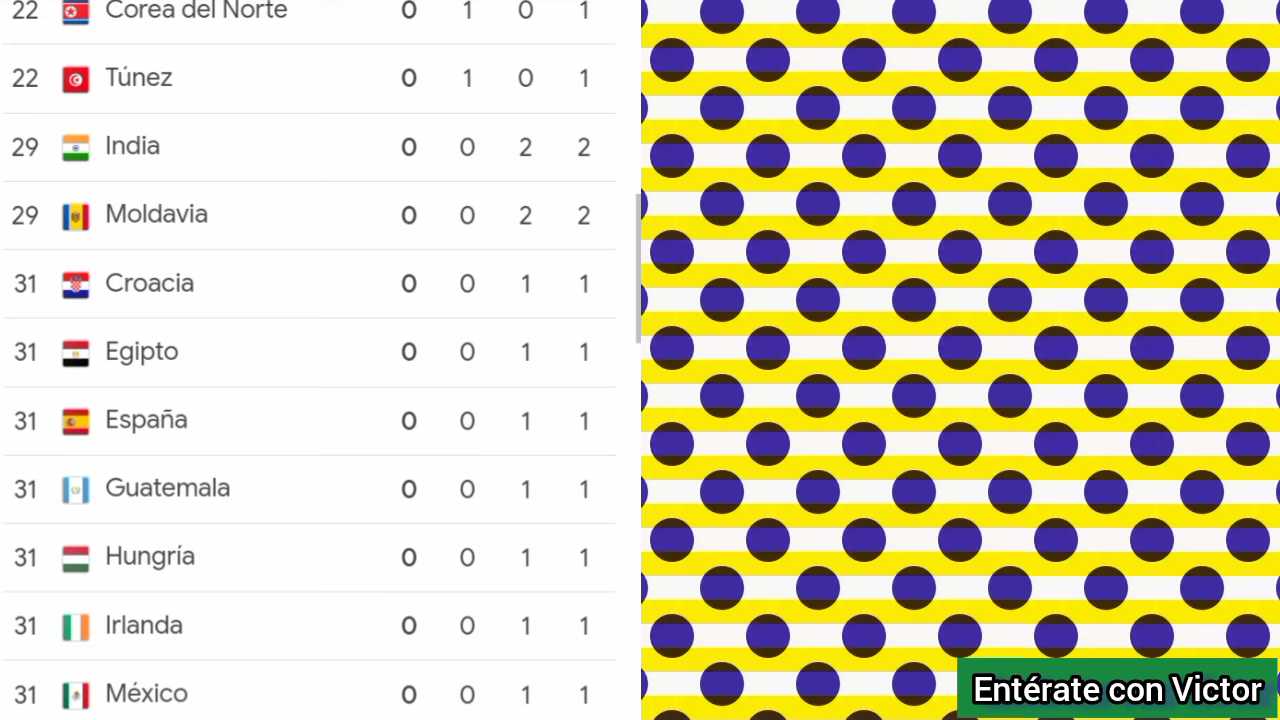 22 Corea del Norte 0 1 0 1
22 Túnez 0 1 0 1
29 India 0 0 2 2
29 Moldavia 0 0 2 2
31 Croacia 0 0 1 1
31 Egipto 0 0 1 1
31 España 0 0 1 1
31 Guatemala 0 0 1 1
31 Hungría 0 0 1 1
31 Irlanda 0 0 1 1
31 México 0 0 1 1
Entérate con Victor